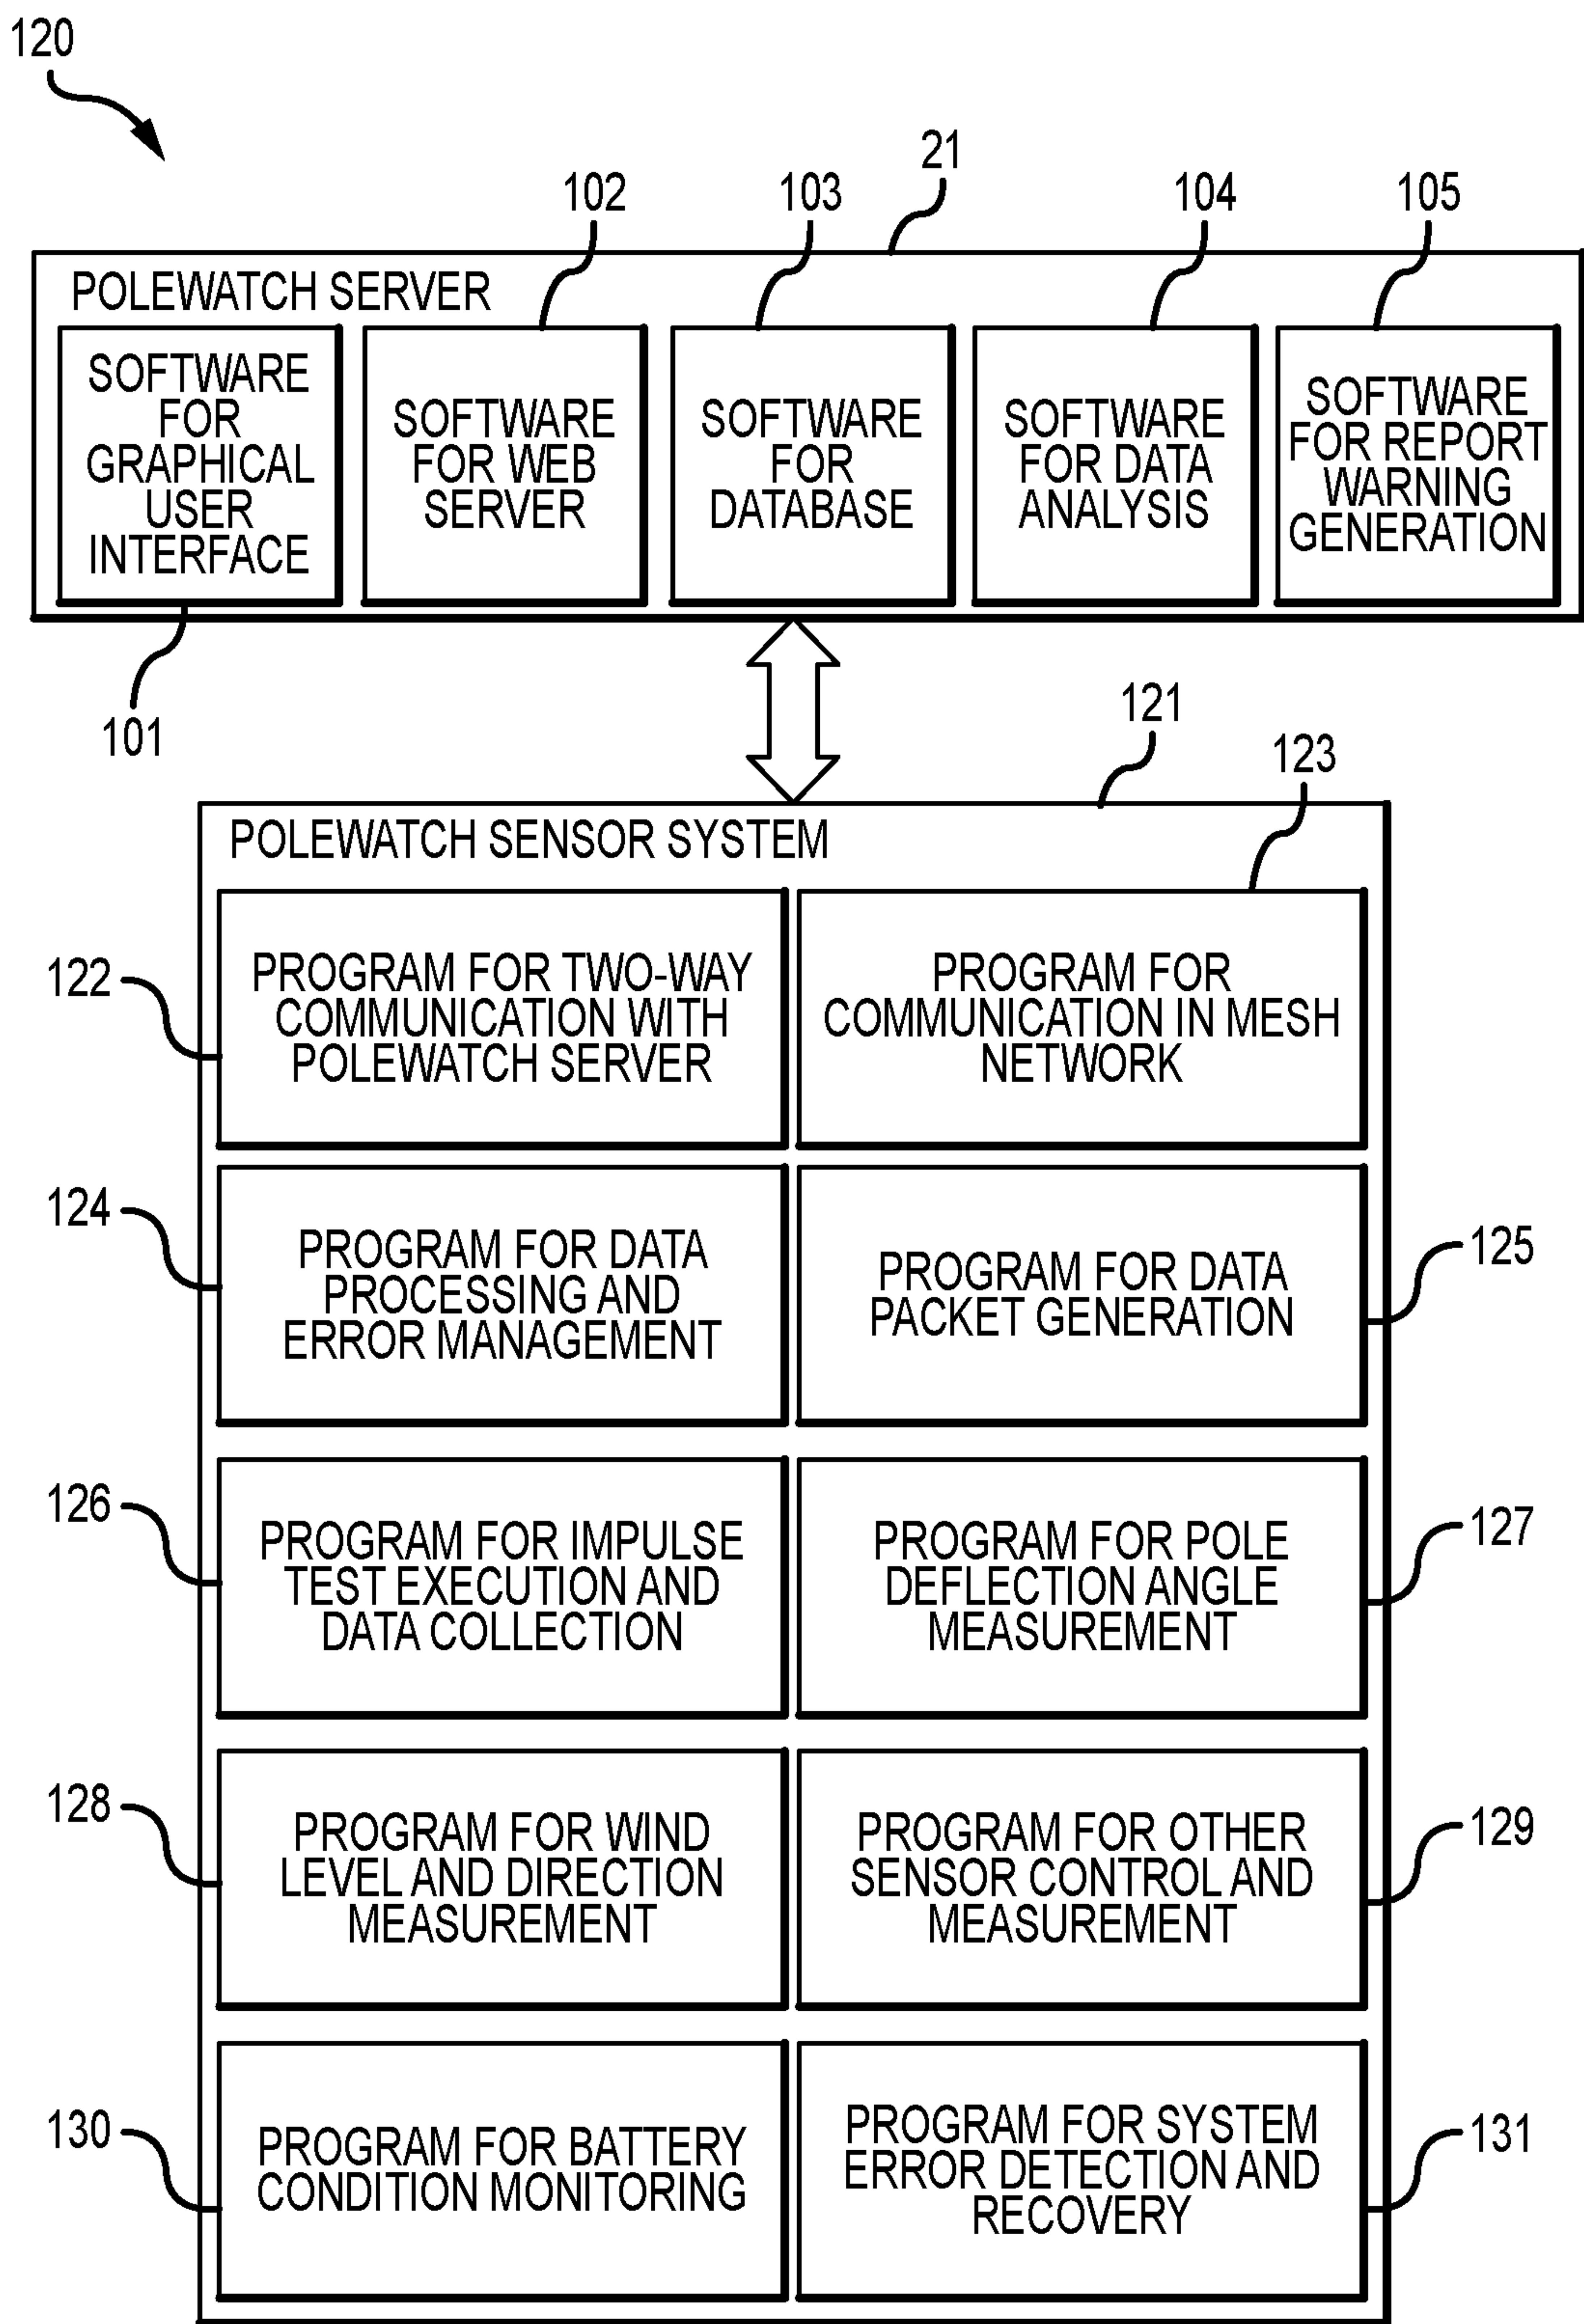 120
21
102
103
104
105
POLEWATCH SERVER
SOFTWARE
FOR
GRAPHICAL
USER
INTERFACE
SOFTWARE
FOR WEB
SERVER
SOFTWARE
FOR
DATABASE
SOFTWARE
FOR DATA
ANALYSIS
SOFTWARE
FOR REPORT
WARNING
GENERATION
101
121
123
POLEWATCH SENSOR SYSTEM
122
PROGRAM FOR TWO-WAY
COMMUNICATION WITH
POLEWATCH SERVER
PROGRAM FOR
COMMUNICATION IN MESH
NETWORK
124
PROGRAM FOR DATA
PROCESSING AND
ERROR MANAGEMENT
PROGRAM FOR DATA
PACKET GENERATION
125
126
PROGRAM FOR IMPULSE
TEST EXECUTION AND
DATA COLLECTION
PROGRAM FOR POLE
DEFLECTION ANGLE
MEASUREMENT
127
128
PROGRAM FOR WIND
LEVEL AND DIRECTION
MEASUREMENT
PROGRAM FOR OTHER
SENSOR CONTROL AND
MEASUREMENT
129
130
PROGRAM FOR BATTERY
CONDITION MONITORING
PROGRAM FOR SYSTEM
ERROR DETECTION AND
RECOVERY
131